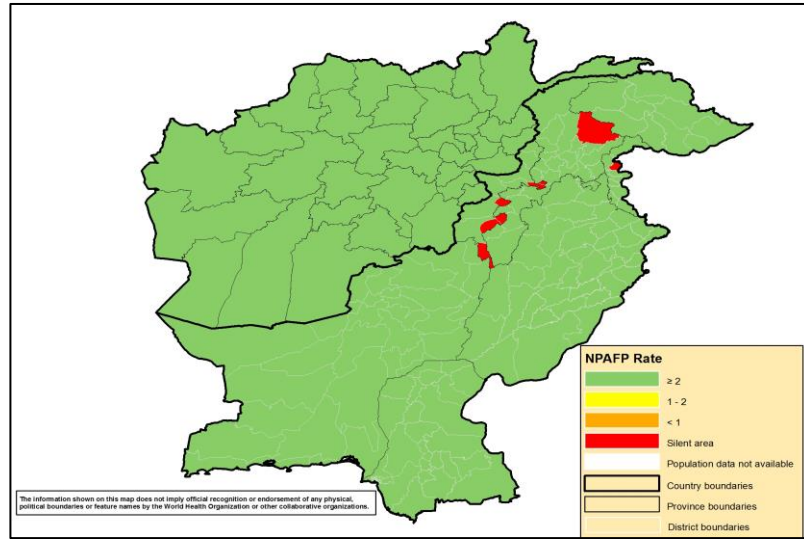 NPAFP Rate
≥ 2
1 - 2
< 1
Silent area
Population data not available
Country boundaries
Province boundaries
District boundaries
The information shown on this map does not imply official recognition or endorsement of any physical,
political boundaries or feature names by the World Health Organization or other collaborative organizations.